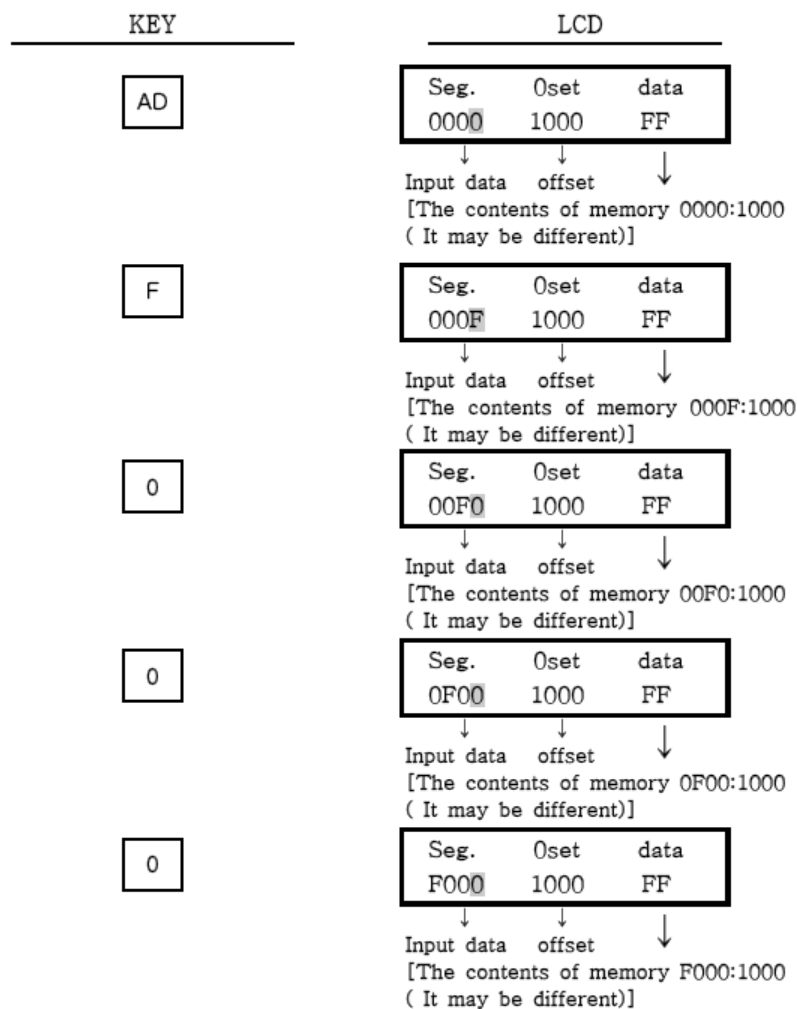 KEY LCD
AD
Seg. Oset data
0000 1000 FF
Input data offset
[The contents of memory 0000:1000
( It may be different)]
F
Seg. Oset data
000F 1000 FF
Input data offset
[The contents of memory 000F:1000
( It may be different)]
0
Seg. Oset data
00F0 1000 FF
Input data offset
[The contents of memory 00F0:1000
( It may be different)]
0
Seg. Oset data
0F00 1000 FF
Input data offset
[The contents of memory 0F00:1000
( It may be different)]
0
Seg. Oset data
F000 1000 FF
Input data offset
[The contents of memory F000:1000
( It may be different)]